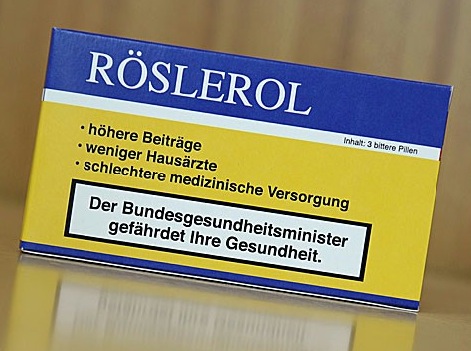 RÖSLEROL
Inhalt: 3 bittere Pillen
• höhere Beiträge
• weniger Hausärzte
• schlechtere medizinische Versorgung
Der Bundesgesundheitsminister
gefährdet Ihre Gesundheit.